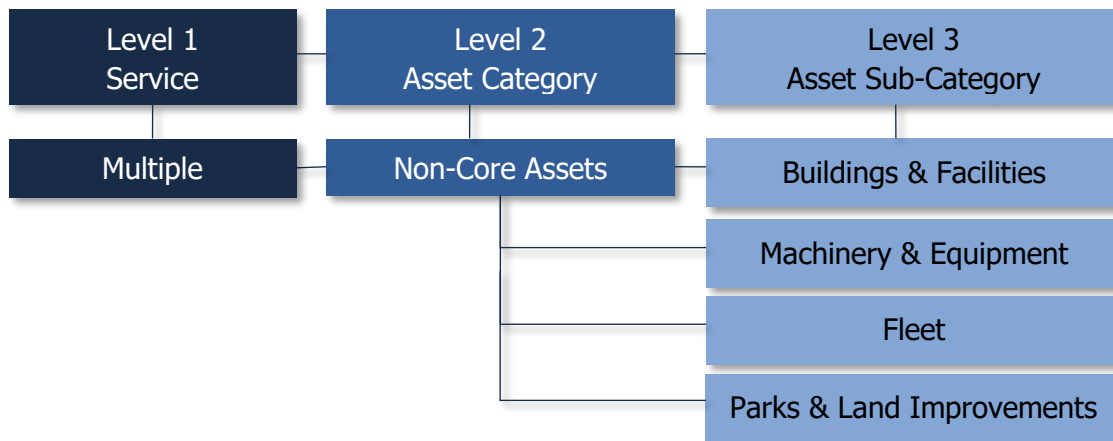 Level 1
Service
Level 2
Asset Category
Level 3
Asset Sub-Category
Multiple
Non-Core Assets
Buildings & Facilities
Machinery & Equipment
Fleet
Parks & Land Improvements